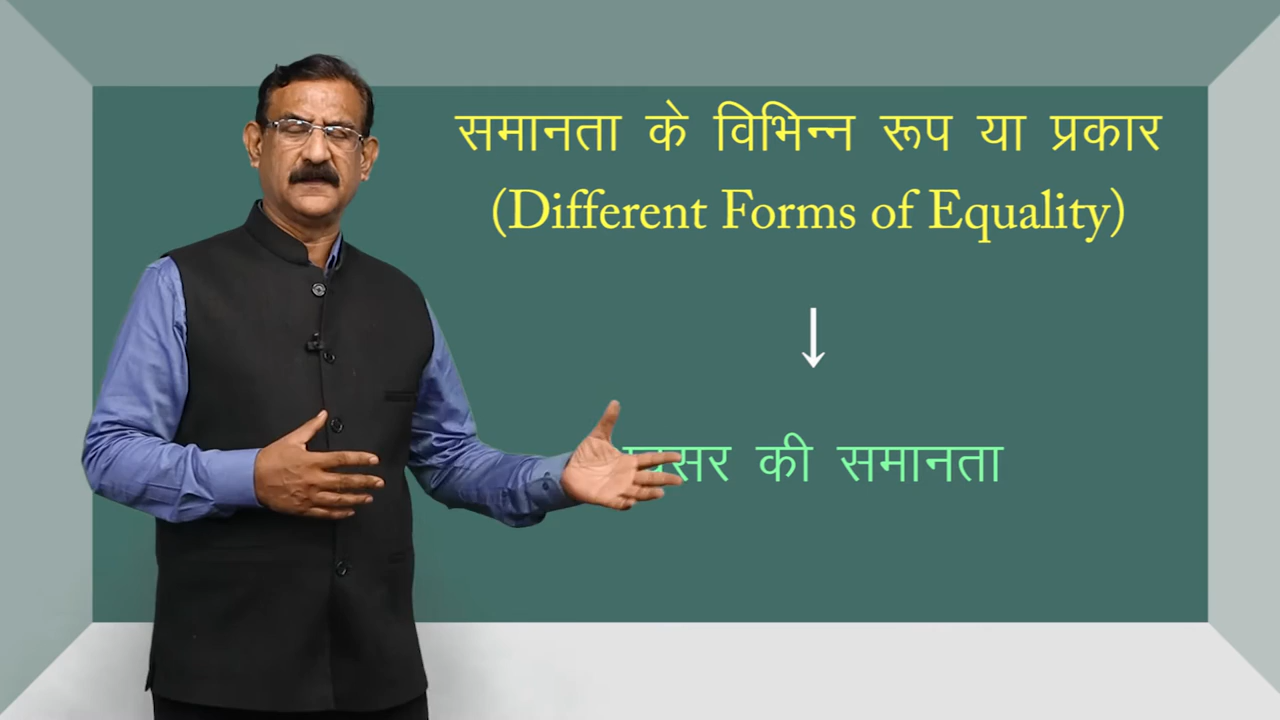 समानता के विभिन्न रूप या प्रकार
(Different Forms of Equality)
की समानता